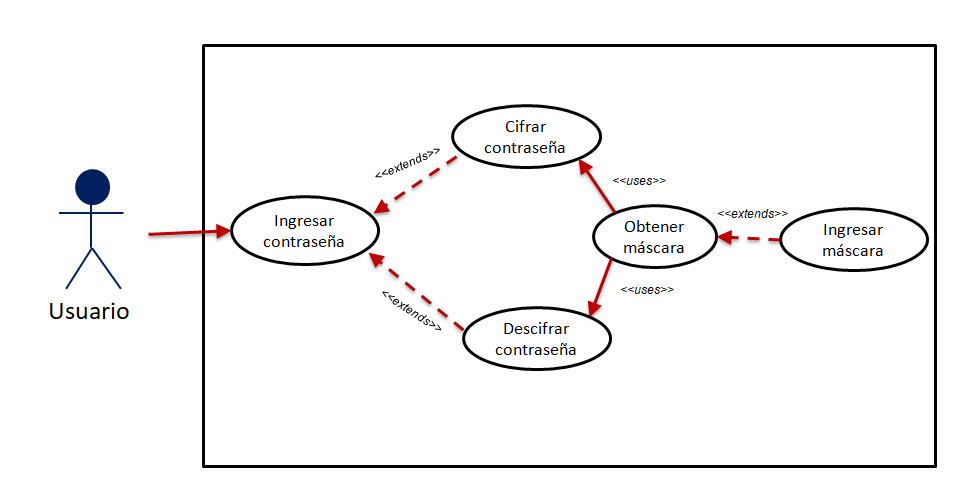 Cifrar
contraseña
<<extends>>
<<uses>>
<<extends>>
Ingresar
contraseña
Obtener
máscara
Ingresar
máscara
<<uses>>
<<extends>>
Usuario
Descifrar
contraseña